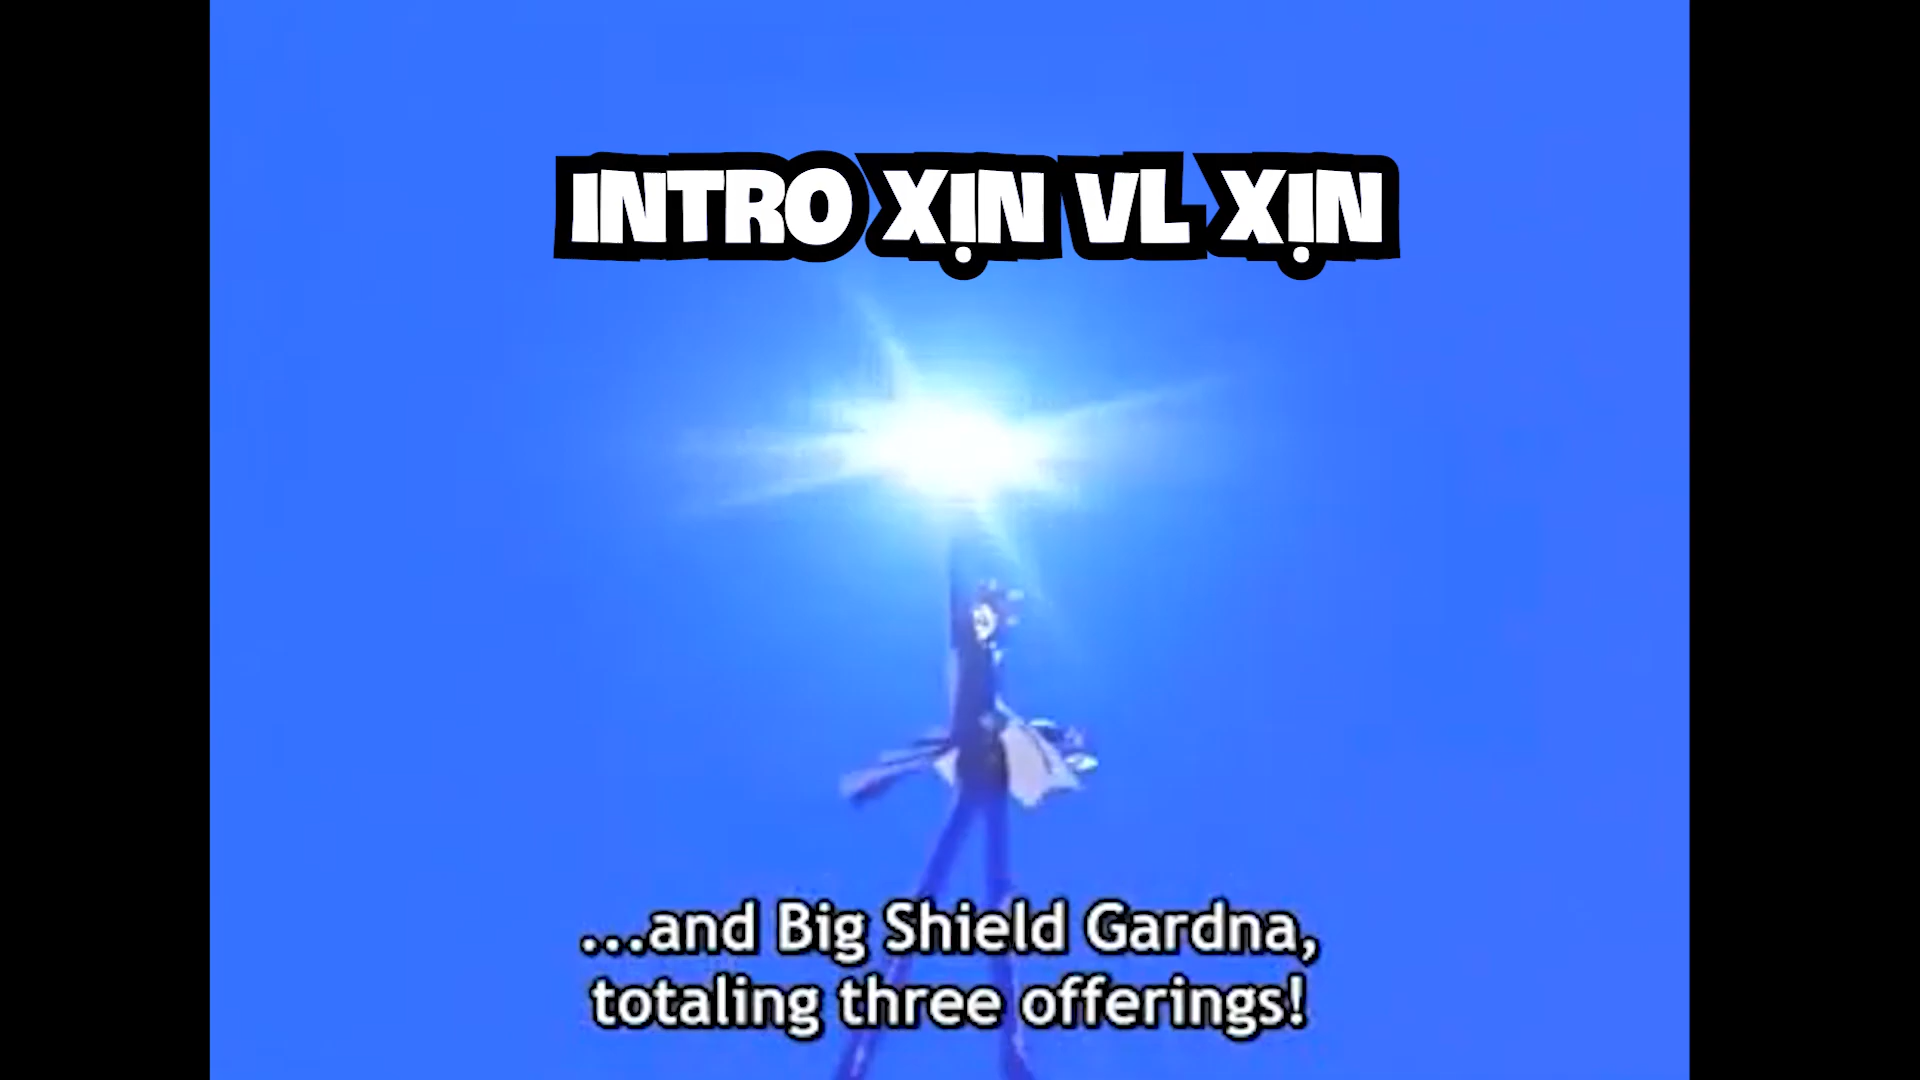 INTRO XỊN VL XỊN
...and Big Shield Gardna,
totaling three offerings!